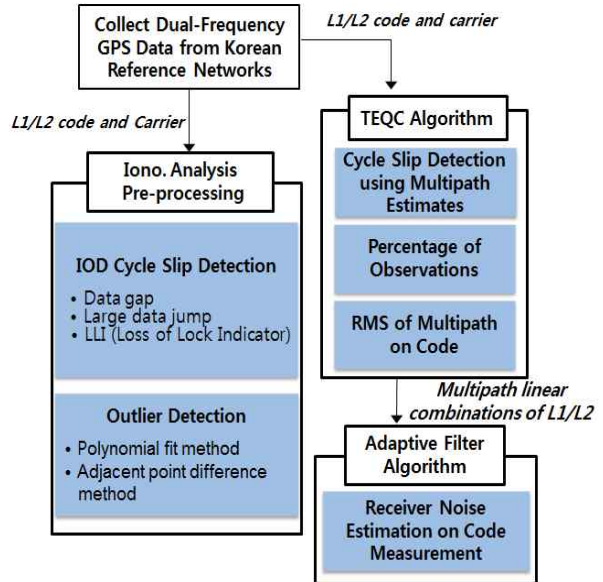 Collect Dual-Frequency
GPS Data from Korean
Reference Networks
L1/L2 code and carrier
L1/L2 code and Carrier
Iono. Analysis
Pre-processing
IOD Cycle Slip Detection
• Data gap
• Large data jump
• LLI (Loss of Lock Indicator)
Outlier Detection
• Polynomial fit method
• Adjacent point difference
method
TEQC Algorithm
Cycle Slip Detection
using Multipath
Estimates
Percentage of
Observations
RMS of Multipath
on Code
Multipath linear
combinations of L1/L2
Adaptive Filter
Algorithm
Receiver Noise
Estimation on Code
Measurement